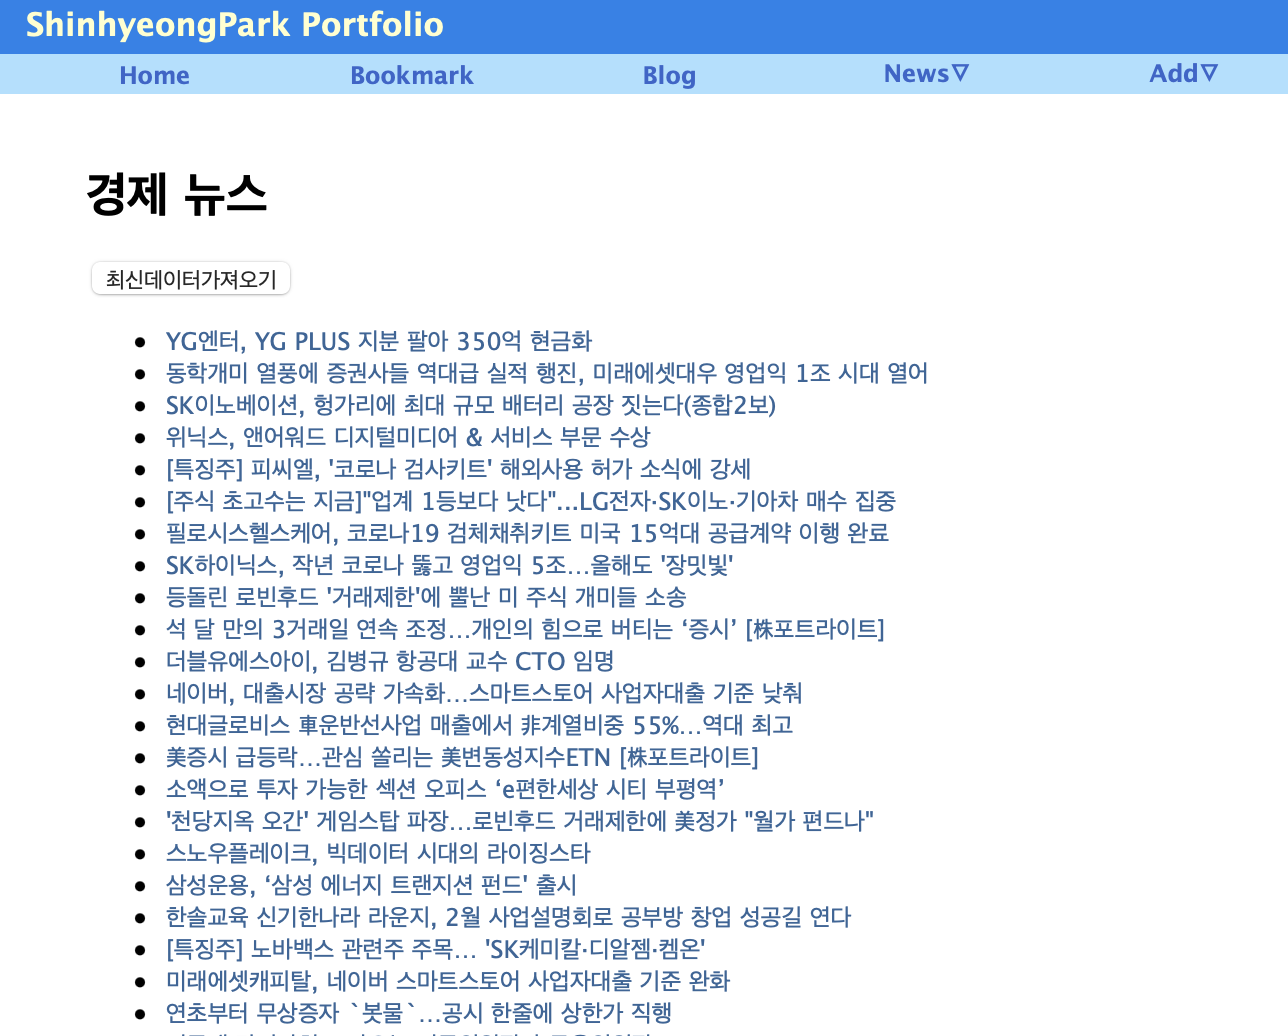 ShinhyeongPark Portfolio
Home Bookmark Blog News▽ Add▽
경제 뉴스
최신데이터가져오기
YG엔터, YG PLUS 지분 팔아 350억 현금화
동학개미 열풍에 증권사들 역대급 실적 행진, 미래에셋대우 영업익 1조 시대 열어
SK이노베이션, 헝가리에 최대 규모 배터리 공장 짓는다(종합2보)
위닉스, 앤어워드 디지털미디어 & 서비스 부문 수상
[특징주] 피씨엘, '코로나 검사키트' 해외사용 허가 소식에 강세
[주식 초고수는 지금]"업계 1등보다 낫다"...LG전자·SK이노·기아차 매수 집중
필로시스헬스케어, 코로나19 검체채취키트 미국 15억대 공급계약 이행 완료
SK하이닉스, 작년 코로나 뚫고 영업익 5조…올해도 '장밋빛'
등돌린 로빈후드 '거래제한'에 뿔난 미 주식 개미들 소송
석 달 만의 3거래일 연속 조정…개인의 힘으로 버티는 ‘증시’ [株포트라이트]
더블유에스아이, 김병규 항공대 교수 CTO 임명
네이버, 대출시장 공략 가속화…스마트스토어 사업자대출 기준 낮춰
현대글로비스 車운반선사업 매출에서 非계열비중 55%…역대 최고
美증시 급등락…관심 쏠리는 美변동성지수ETN [株포트라이트]
소액으로 투자 가능한 섹션 오피스 ‘e편한세상 시티 부평역’
'천당지옥 오간' 게임스탑 파장…로빈후드 거래제한에 美정가 "월가 편드나"
스노우플레이크, 빅데이터 시대의 라이징스타
삼성운용, ‘삼성 에너지 트랜지션 펀드' 출시
한솔교육 신기한나라 라운지, 2월 사업설명회로 공부방 창업 성공길 연다
[특징주] 노바백스 관련주 주목… 'SK케미칼·디알젬·켐온'
미래에셋캐피탈, 네이버 스마트스토어 사업자대출 기준 완화
연초부터 무상증자 `봇물`…공시 한줄에 상한가 직행